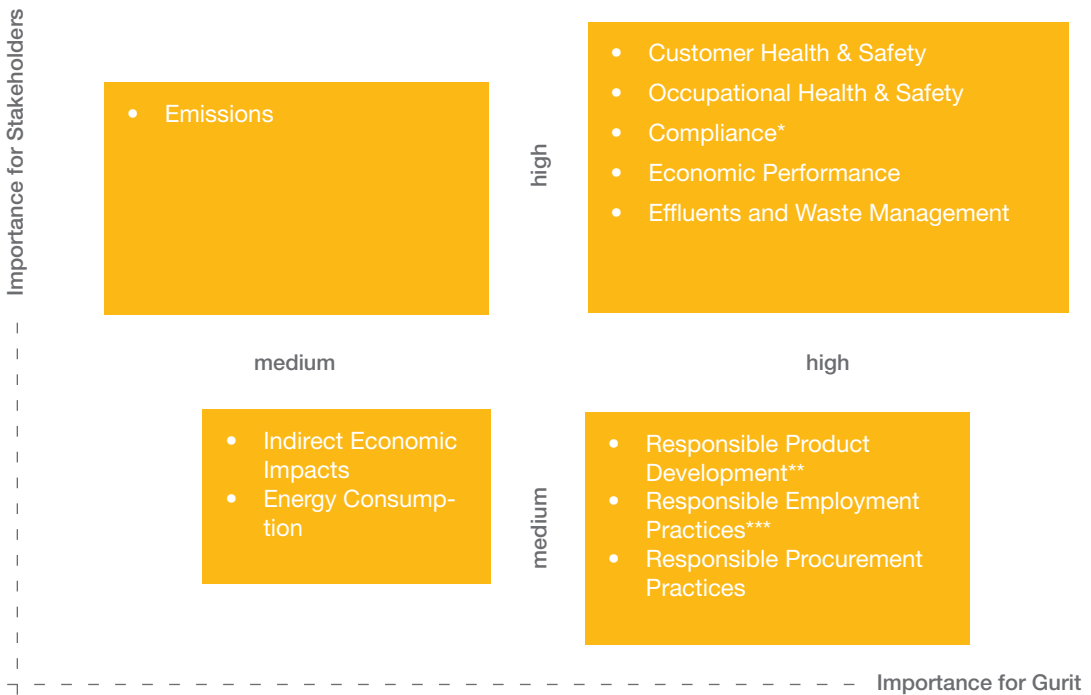 Importance for Stakeholders
• Emissions
high
• Customer Health & Safety
• Occupational Health & Safety
• Compliance*
• Economic Performance
• Effluents and Waste Management
medium
high
• Indirect Economic
Impacts
• Energy Consump-
tion
medium
• Responsible Product
Development**
• Responsible Employment
Practices***
• Responsible Procurement
Practices
Importance for Gurit